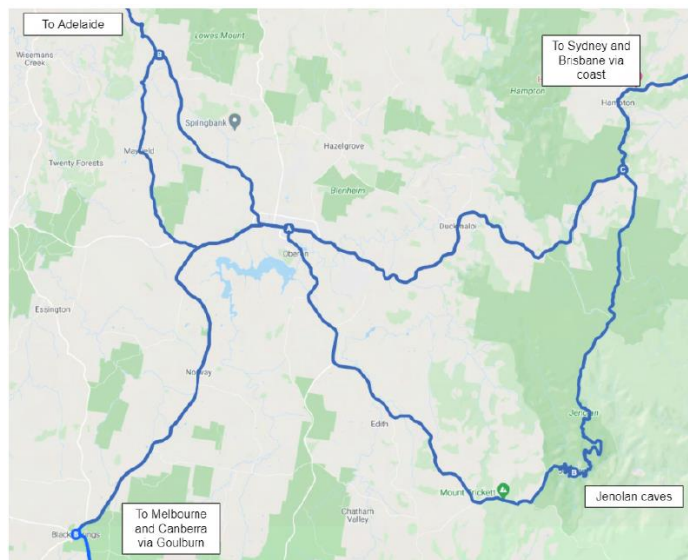 To Adelaide
Lowes Mount
B
Wiseman's Creek
Springbank
To Sydney and
Brisbane via
coast
Hampton
Hampton
Mayfield
Hazelgrove
Twenty Forests
Blenheim
C
A
Oberon
Duckmaloi
Essington
Norway
Edith
Jenolan
Mount Trickett
Jenolan caves
Chatham
Valley
To Melbourne
and Canberra
via Goulburn
Black Springs